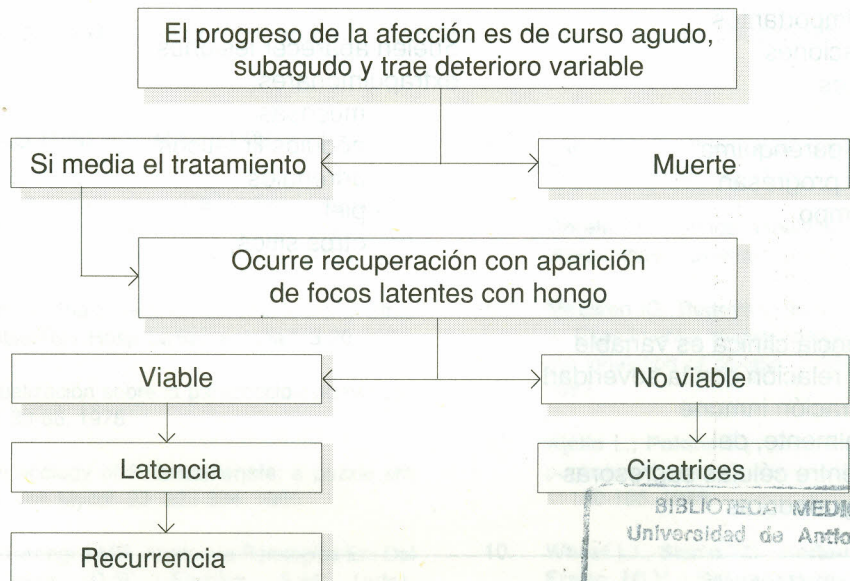 El progreso de la afección es de curso agudo,
subagudo y trae deterioro variable
Si media el tratamiento
Muerte
Ocurre recuperación con aparición
de focos latentes con hongo
Viable
No viable
Latencia
Cicatrices
BIBLIOTECA MEDI
Universidad de Antio
Recurrencia